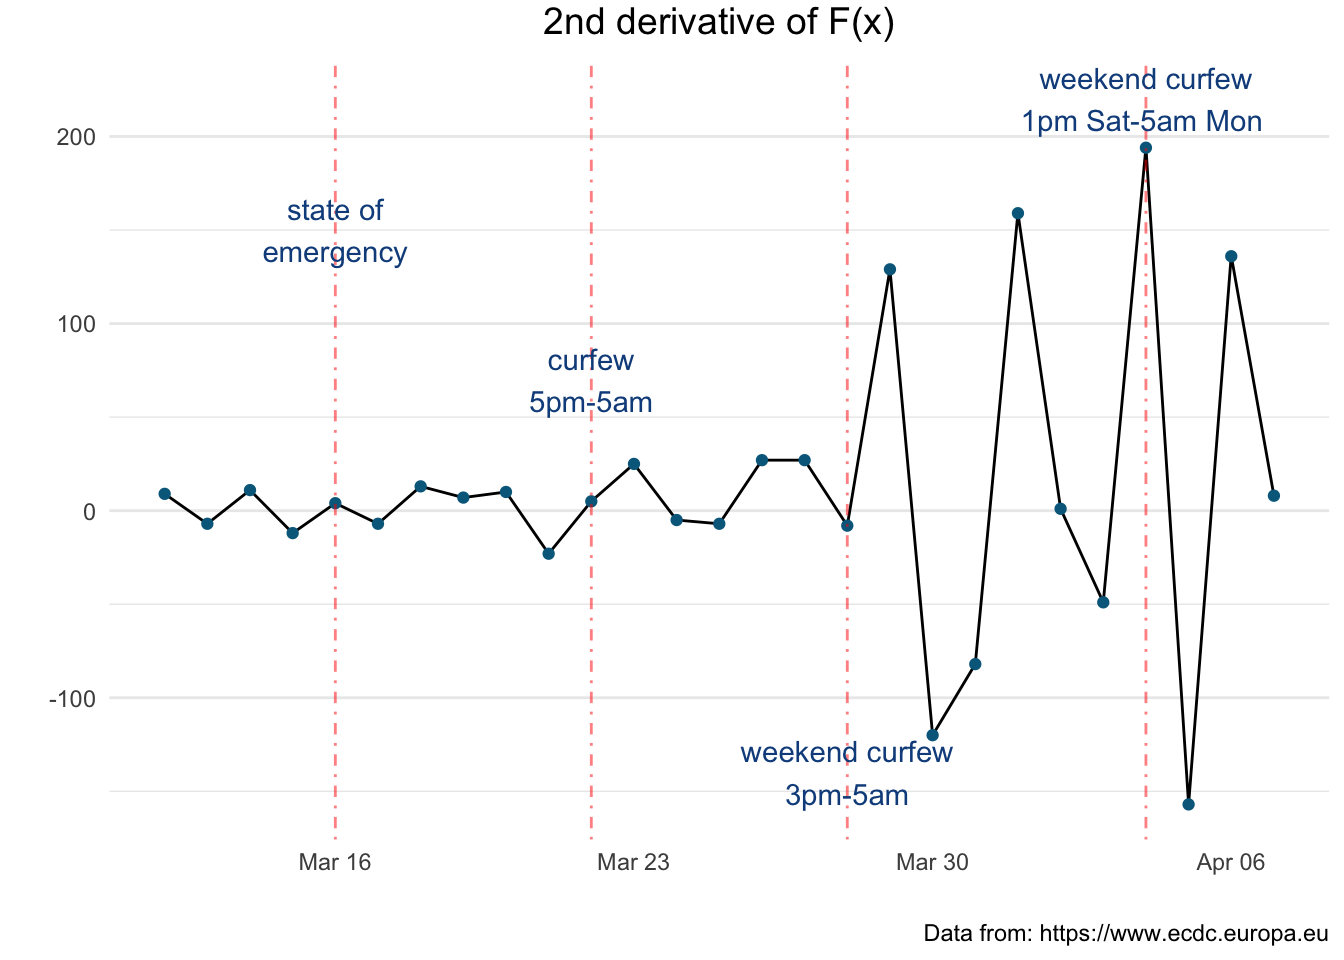 2nd derivative of F(x)
weekend curfew
1pm Sat-5am Mon
200
state of
emergency
100
curfew
5pm-5am
0
-100
weekend curfew
3pm-5am
Mar 16
Mar 23
Mar 30
Apr 06
Data from: https://www.ecdc.europa.eu